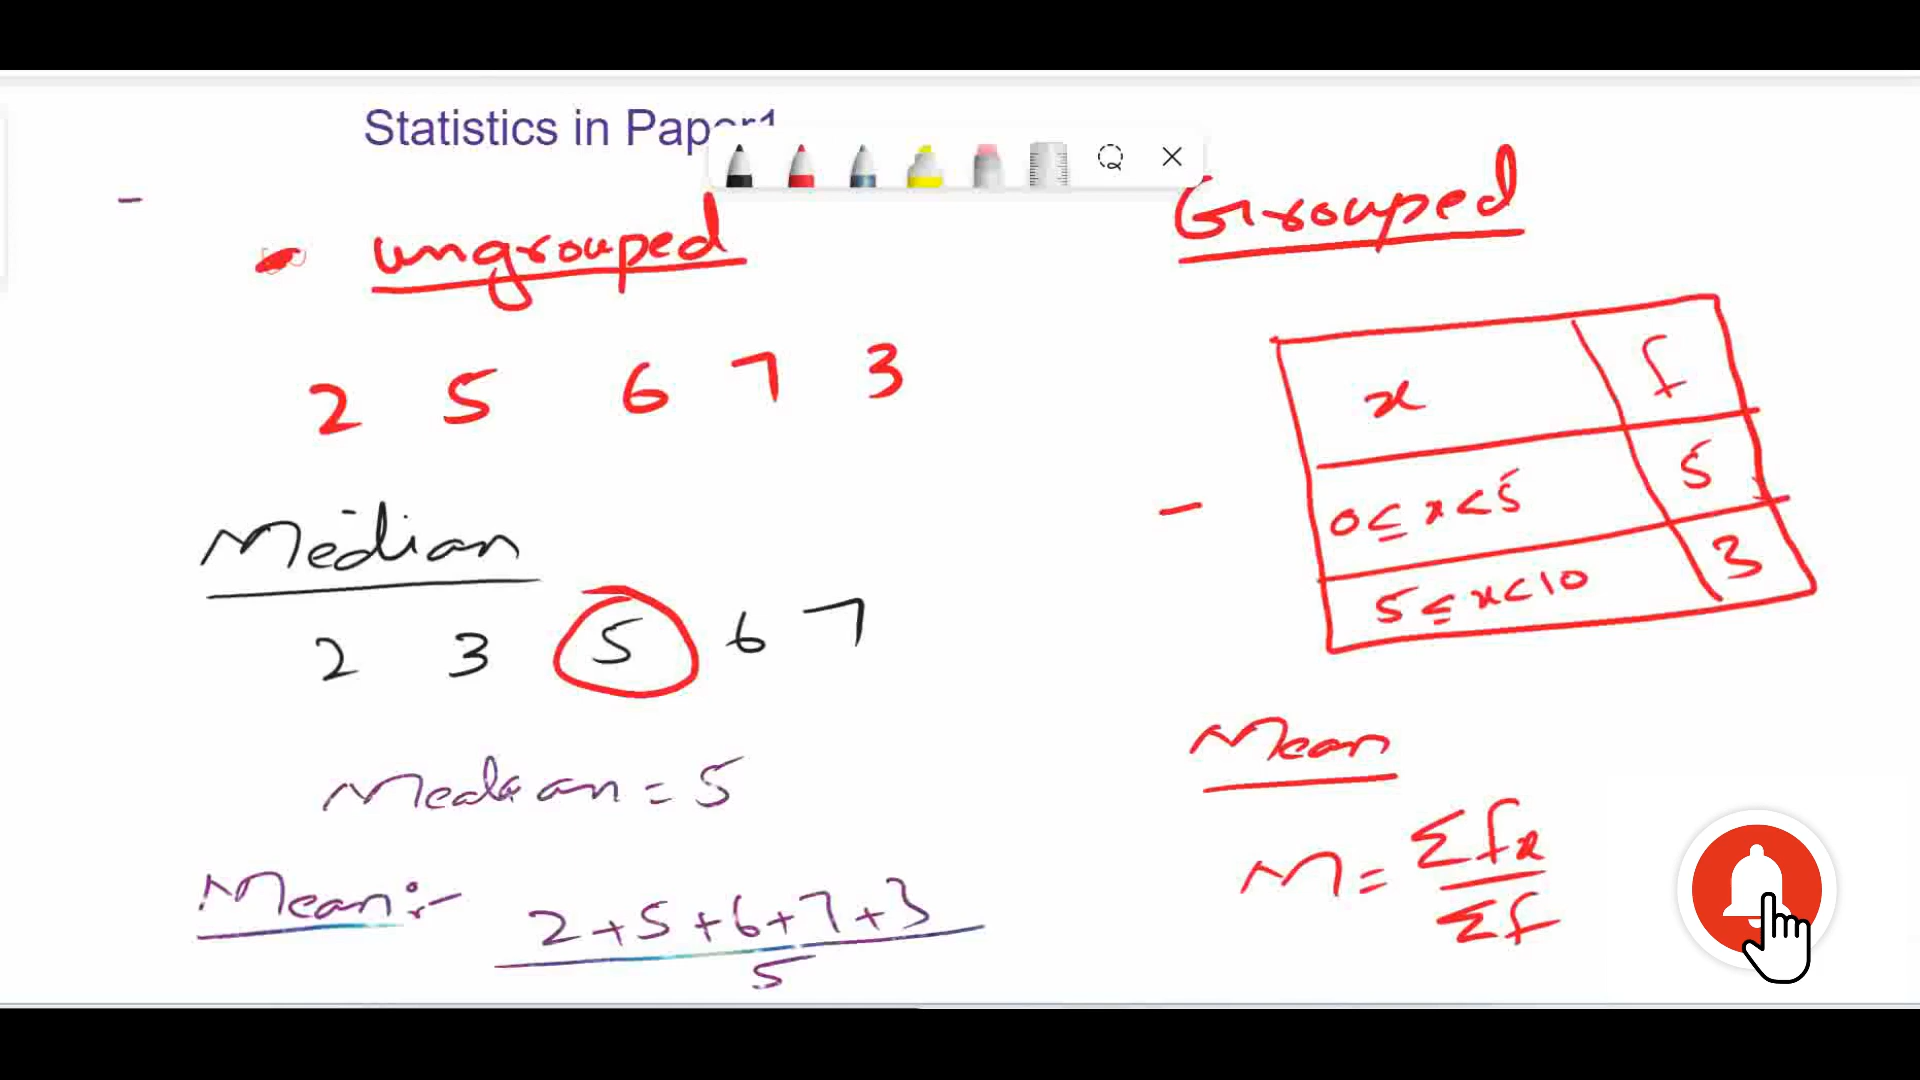 Statistics in Paper1
ungrouped
2 5 6 7 3
Median
2 3 5 6 7
Median = 5
Mean:-
2+5+6+7+3
5
Grouped
x f
0≤x<5 5
5≤x<10 3
Mean
M = Σfx
Σf